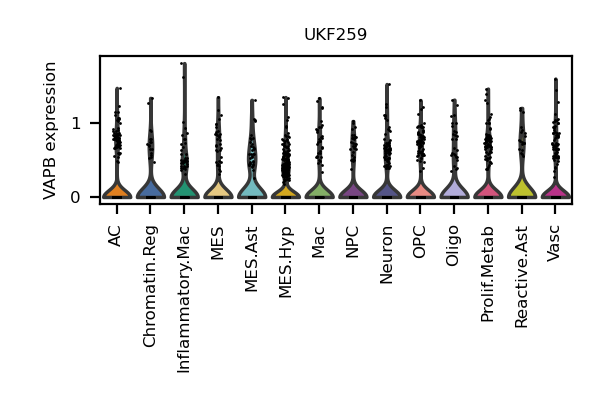 UKF259
VAPB expression
1
0
AC
Chromatin.Reg
Inflammatory.Mac
MES
MES.Ast
MES.Hyp
Mac
NPC
Neuron
OPC
Oligo
Prolif.Metab
Reactive.Ast
Vasc